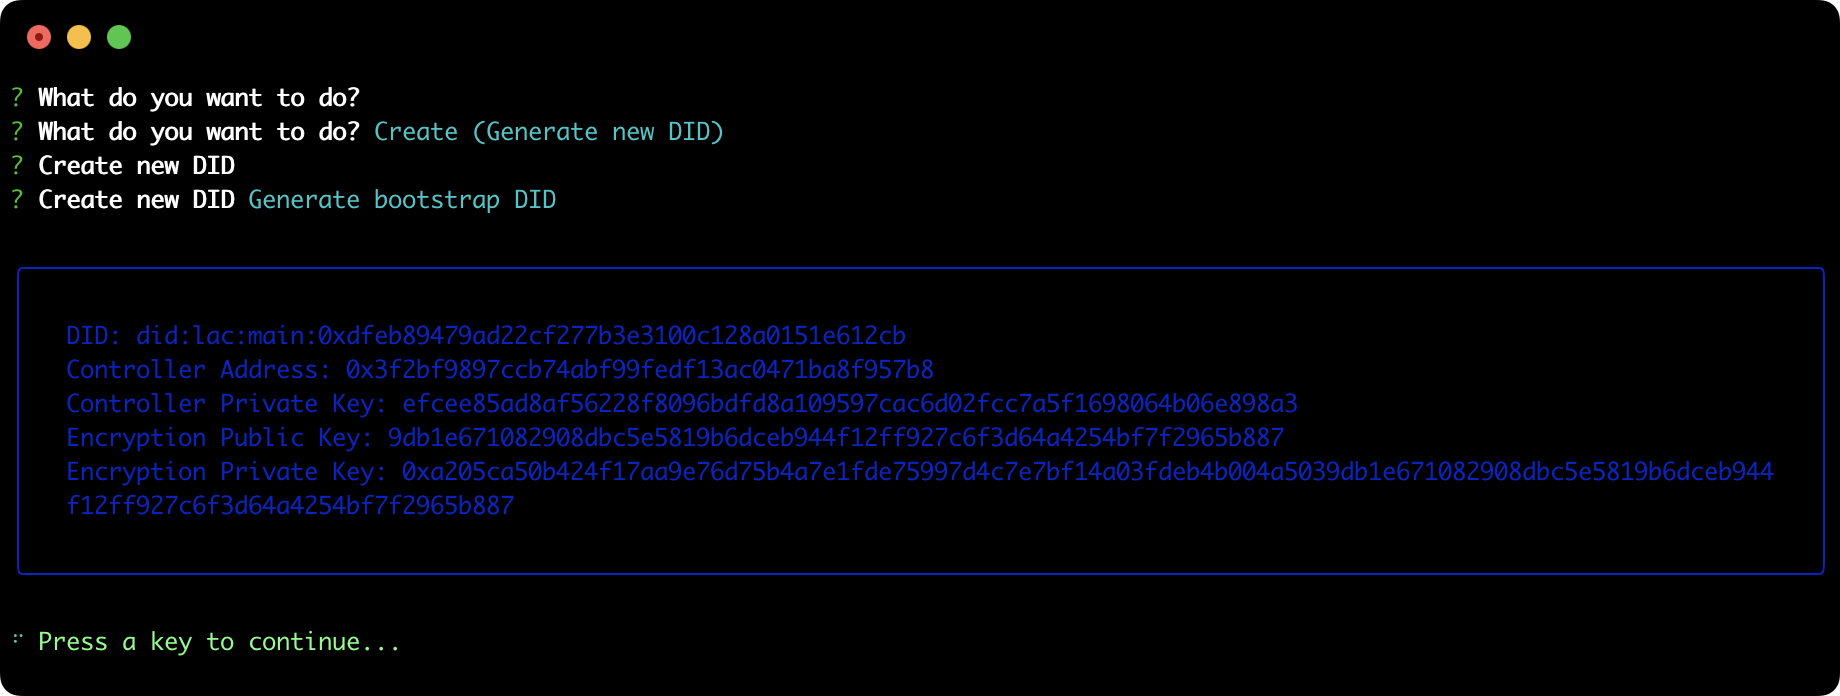 ? What do you want to do?
? What do you want to do? Create (Generate new DID)
? Create new DID
? Create new DID Generate bootstrap DID
DID: did:lac:main:0xdfeb89479ad22cf277b3e3100c128a0151e612cb
Controller Address: 0x3f2bf9897ccb74abf99fedf13ac0471ba8f957b8
Controller Private Key: efcee85ad8af56228f8096bdfd8a109597cac6d02fcc7a5f1698064b06e898a3
Encryption Public Key: 9db1e671082908dbc5e5819b6dceb944f12ff927c6f3d64a4254bf7f2965b887
Encryption Private Key: 0xa205ca50b424f17aa9e76d75b4a7e1fde75997d4c7e7bf14a03fdeb4b004a5039db1e671082908dbc5e5819b6dceb944
f12ff927c6f3d64a4254bf7f2965b887
Press a key to continue...